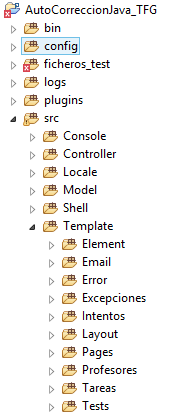 AutoCorreccionJava_TFG
bin
config
ficheros_test
logs
plugins
src
Console
Controller
Locale
Model
Shell
Template
Element
Email
Error
Excepciones
Intentos
Layout
Pages
Profesores
Tareas
Tests